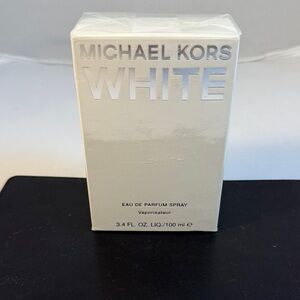 MICHAEL KORS
WHITE
EAU DE PARFUM SPRAY
Vaporisateur
3.4 FL. OZ. LIQ./100 ml ℮